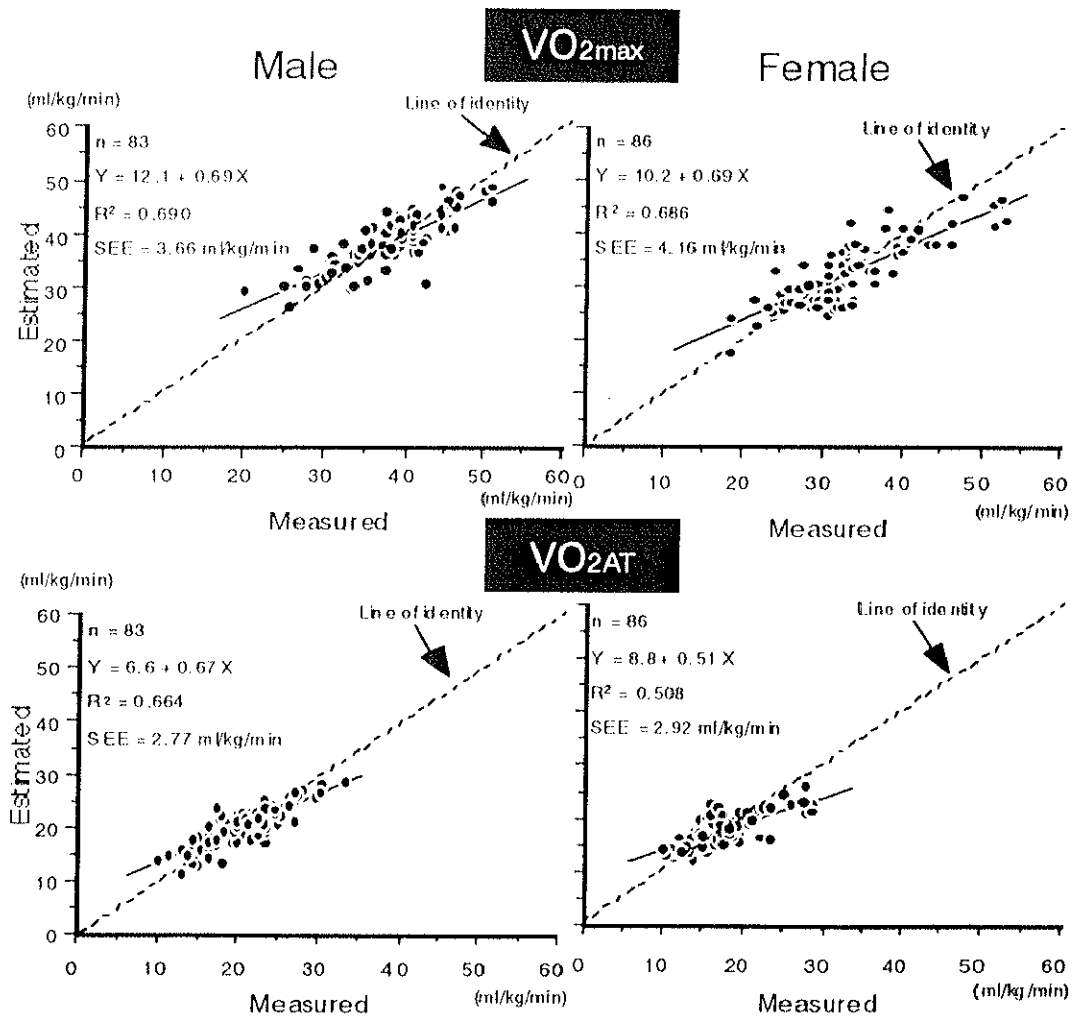 VO2max
Male
Female
(ml/kg/min)
Line of identity
n = 83
Y = 12.1 + 0.69 X
R² = 0.690
SEE = 3.66 ml/kg/min
Estimated
60
50
40
30
20
10
0
0 10 20 30 40 50 60
(ml/kg/min)
Measured
Line of identity
n = 86
Y = 10.2 + 0.69 X
R² = 0.686
SEE = 4.16 ml/kg/min
0 10 20 30 40 50 60
(ml/kg/min)
Measured
VO2AT
(ml/kg/min)
Line of identity
n = 83
Y = 6.6 + 0.67 X
R² = 0.664
SEE = 2.77 ml/kg/min
Estimated
60
50
40
30
20
10
0
0 10 20 30 40 50 60
(ml/kg/min)
Measured
Line of identity
n = 86
Y = 8.8 + 0.51 X
R² = 0.508
SEE = 2.92 ml/kg/min
0 10 20 30 40 50 60
(ml/kg/min)
Measured